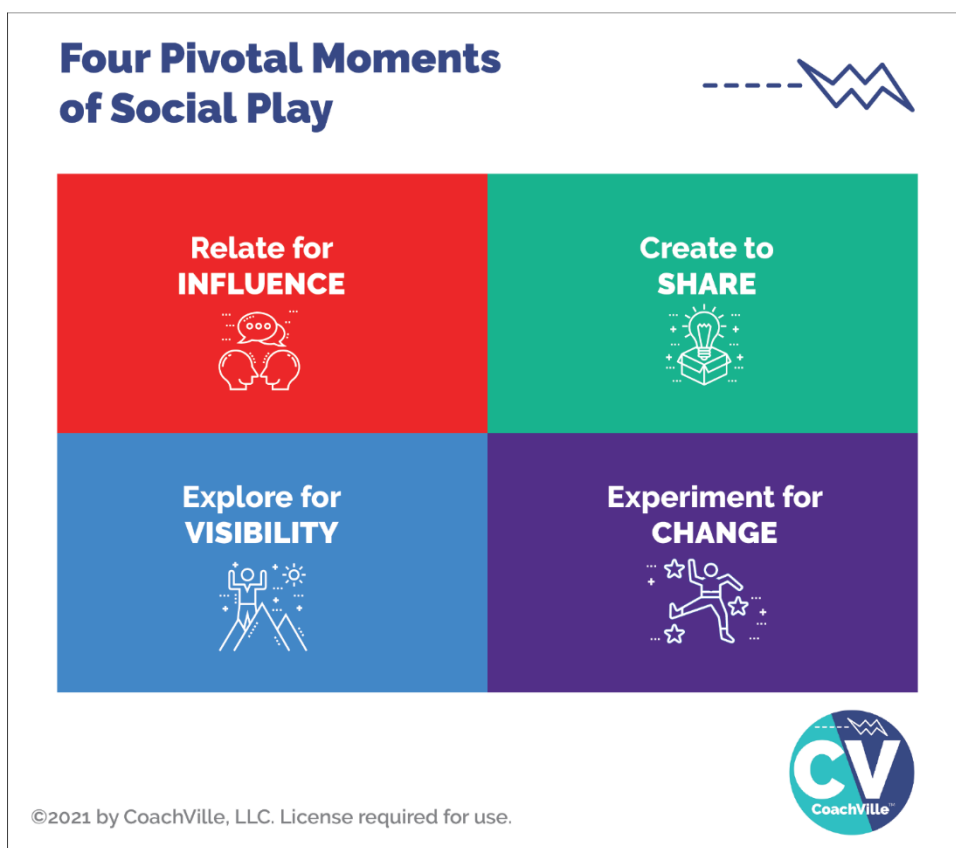 Four Pivotal Moments
of Social Play
Relate for
INFLUENCE
Create to
SHARE
Explore for
VISIBILITY
Experiment for
CHANGE
CV
CoachVille™
©2021 by CoachVille, LLC. License required for use.